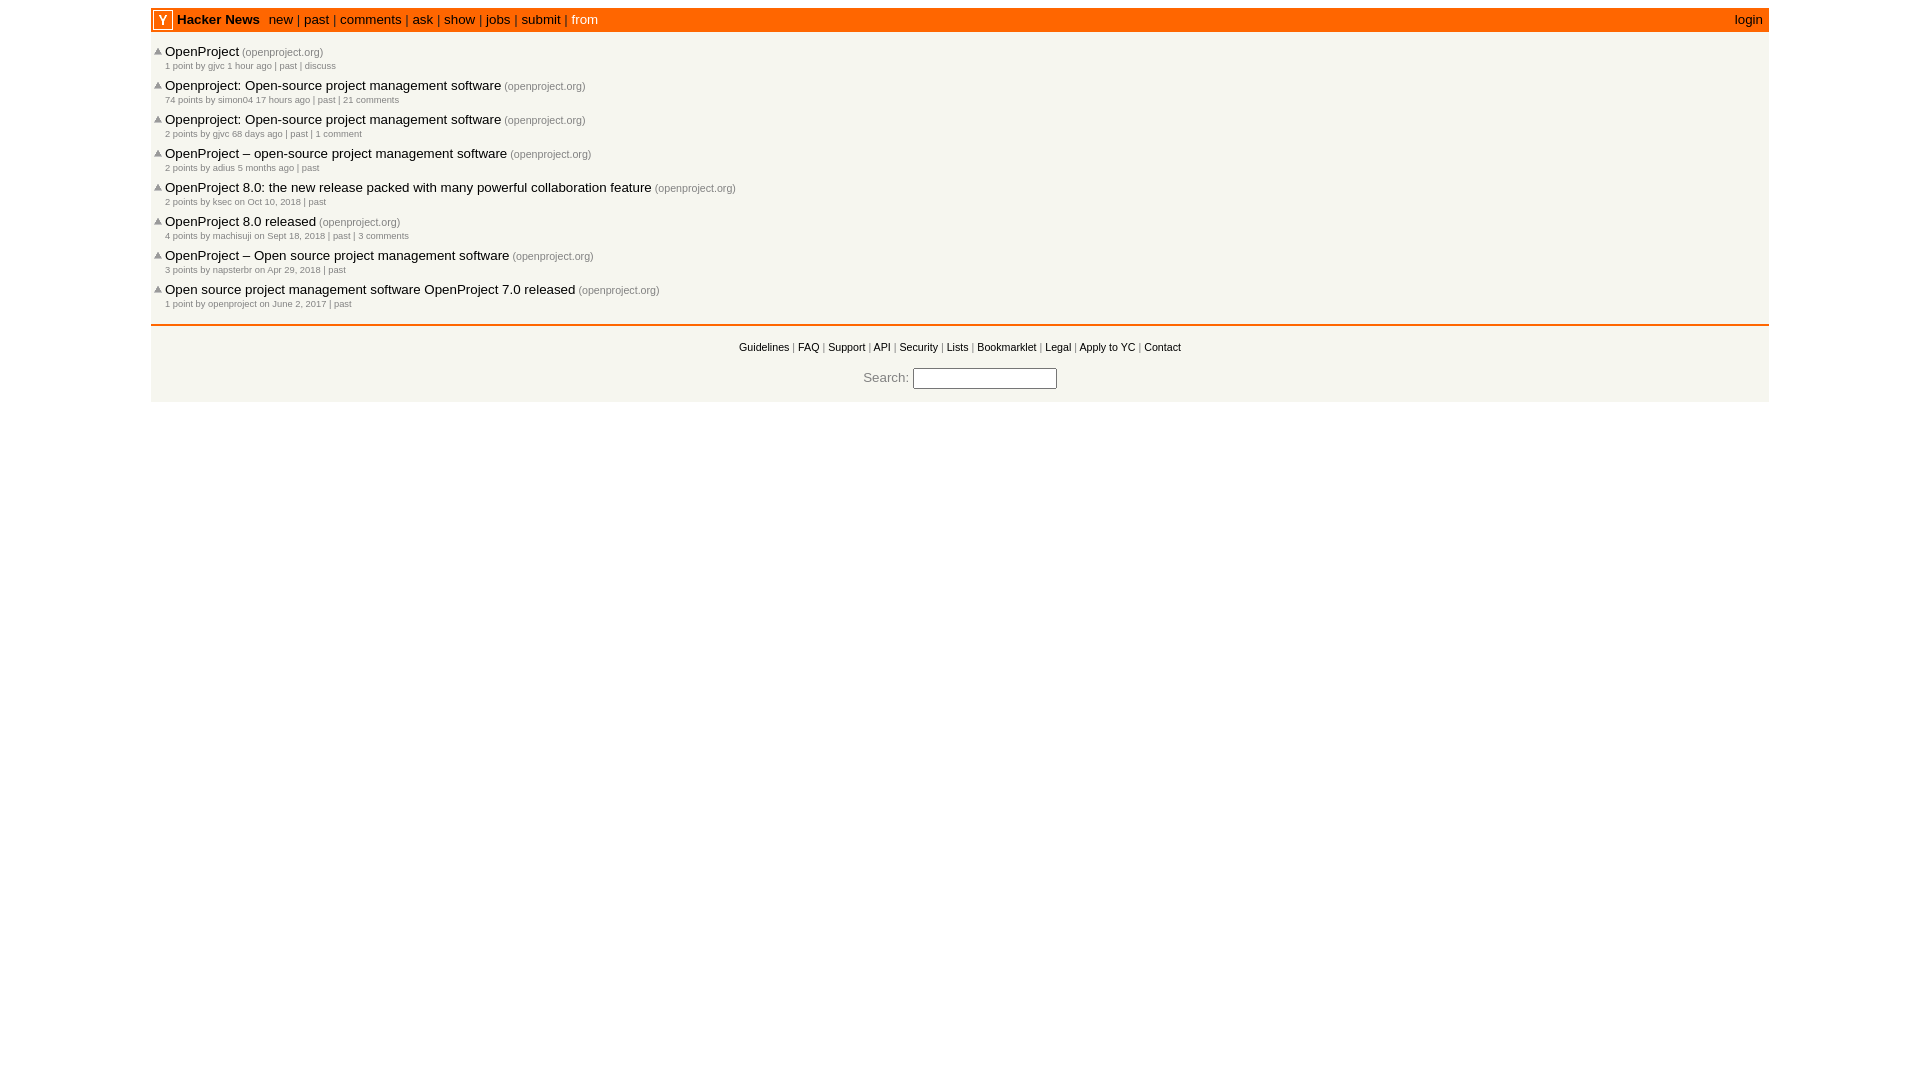 Y Hacker News new | past | comments | ask | show | jobs | submit | from login
OpenProject (openproject.org)
1 point by gjvc 1 hour ago | past | discuss
Openproject: Open-source project management software (openproject.org)
74 points by simon04 17 hours ago | past | 21 comments
Openproject: Open-source project management software (openproject.org)
2 points by gjvc 68 days ago | past | 1 comment
OpenProject – open-source project management software (openproject.org)
2 points by adius 5 months ago | past
OpenProject 8.0: the new release packed with many powerful collaboration feature (openproject.org)
2 points by ksec on Oct 10, 2018 | past
OpenProject 8.0 released (openproject.org)
4 points by machisuji on Sept 18, 2018 | past | 3 comments
OpenProject – Open source project management software (openproject.org)
3 points by napsterbr on Apr 29, 2018 | past
Open source project management software OpenProject 7.0 released (openproject.org)
1 point by openproject on June 2, 2017 | past
Guidelines | FAQ | Support | API | Security | Lists | Bookmarklet | Legal | Apply to YC | Contact
Search: